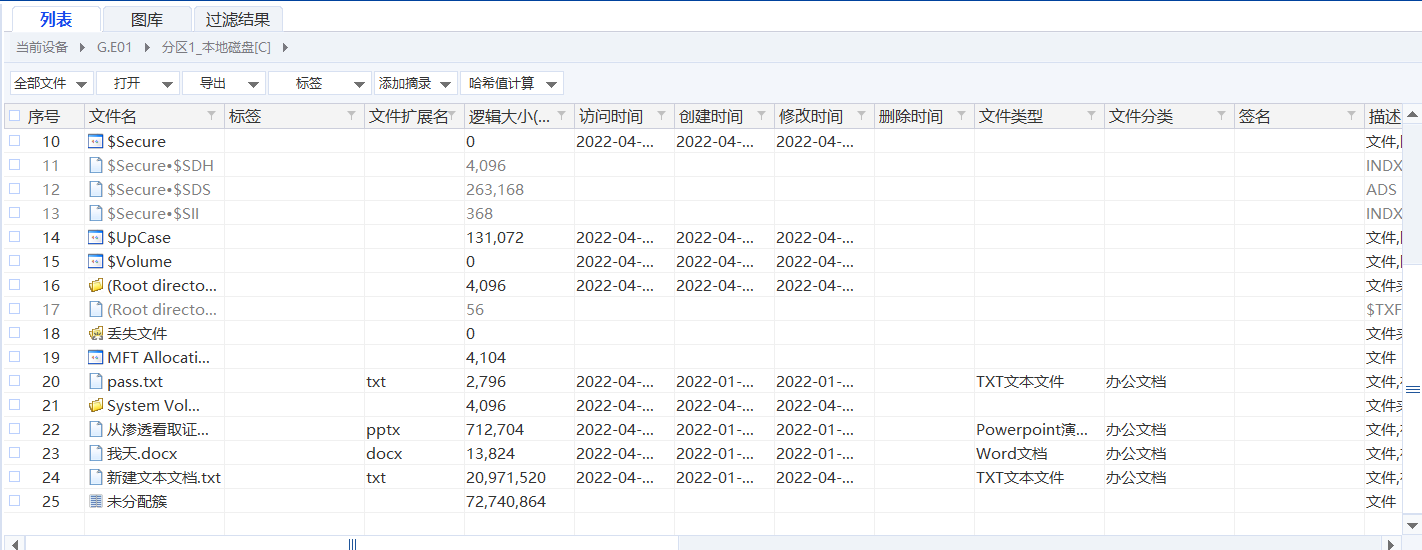 列表 图库 过滤结果
当前设备 G.E01 分区1_本地磁盘[C]
全部文件 打开 导出 标签 添加摘录 哈希值计算
序号 文件名 标签 文件扩展名 逻辑大小(... 访问时间 创建时间 修改时间 删除时间 文件类型 文件分类 签名 描述
10 $Secure 0 2022-04-... 2022-04-... 2022-04-... 文件,
11 $Secure•$SDH 4,096 INDX
12 $Secure•$SDS 263,168 ADS
13 $Secure•$SII 368 INDX
14 $UpCase 131,072 2022-04-... 2022-04-... 2022-04-... 文件,
15 $Volume 0 2022-04-... 2022-04-... 2022-04-... 文件,
16 (Root directo... 4,096 2022-04-... 2022-04-... 2022-04-... 文件
17 (Root directo... 56 $TXF
18 丢失文件 0 文件
19 MFT Allocati... 4,104 文件
20 pass.txt txt 2,796 2022-04-... 2022-01-... 2022-01-... TXT文本文件 办公文档 文件,
21 System Vol... 4,096 2022-04-... 2022-04-... 2022-04-... 文件
22 从渗透看取证... pptx 712,704 2022-04-... 2022-01-... 2022-01-... Powerpoint演... 办公文档 文件,
23 我天.docx docx 13,824 2022-04-... 2022-01-... 2022-01-... Word文档 办公文档 文件,
24 新建文本文档.txt txt 20,971,520 2022-04-... 2022-01-... 2022-04-... TXT文本文件 办公文档 文件,
25 未分配簇 72,740,864 文件